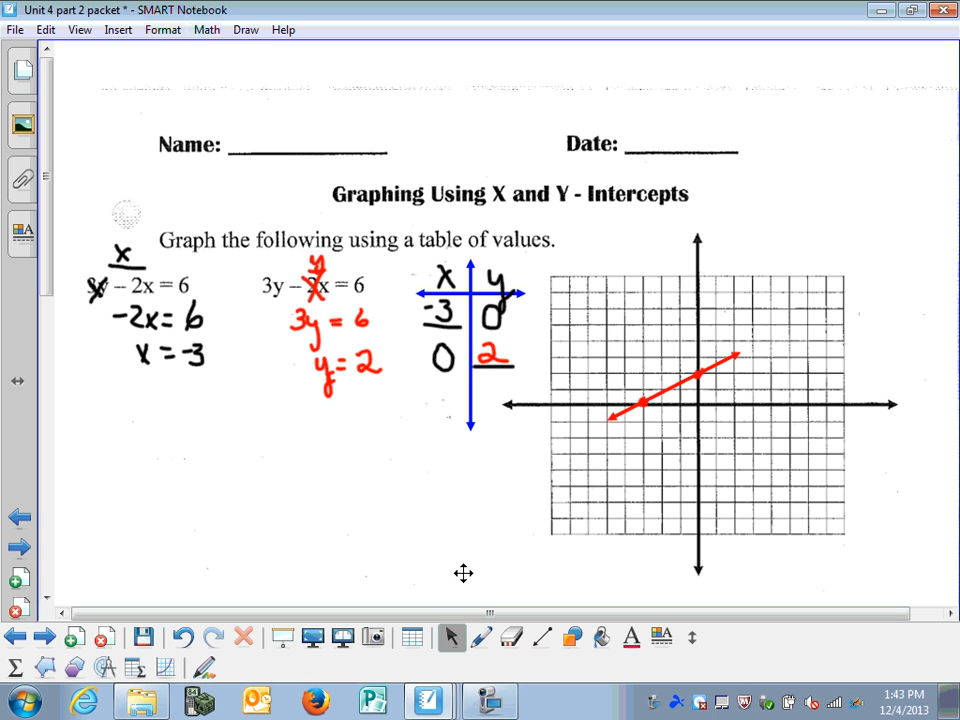 Unit 4 part 2 packet * - SMART Notebook
File Edit View Insert Format Math Draw Help
Name: ____________ Date: ________
Graphing Using X and Y - Intercepts
Graph the following using a table of values.
x
3y – 2x = 6
-2x = 6
x = -3
y
3y – 2x = 6
3y = 6
y = 2
x y
-3 0
0 2
1:43 PM
12/4/2013